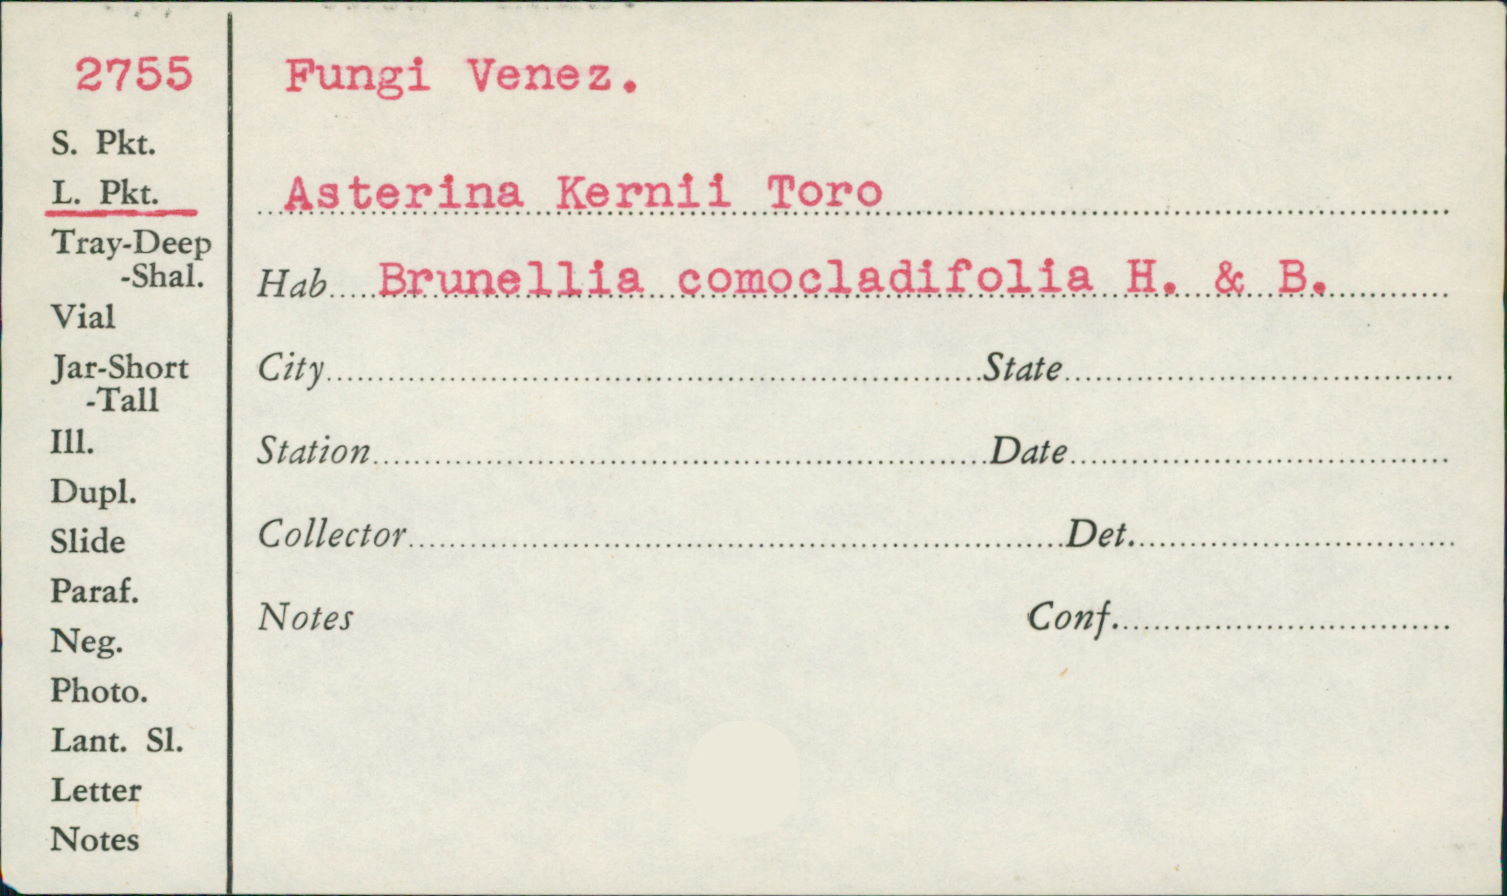 2755
S. Pkt.
L. Pkt.
Tray-Deep
-Shal.
Vial
Jar-Short
-Tall
Ill.
Dupl.
Slide
Paraf.
Neg.
Photo.
Lant. Sl.
Letter
Notes
Fungi Venez.
Asterina Kernii Toro
Hab. Brunellia comocladifolia H. & B.
City State
Station Date
Collector Det.
Notes Conf.